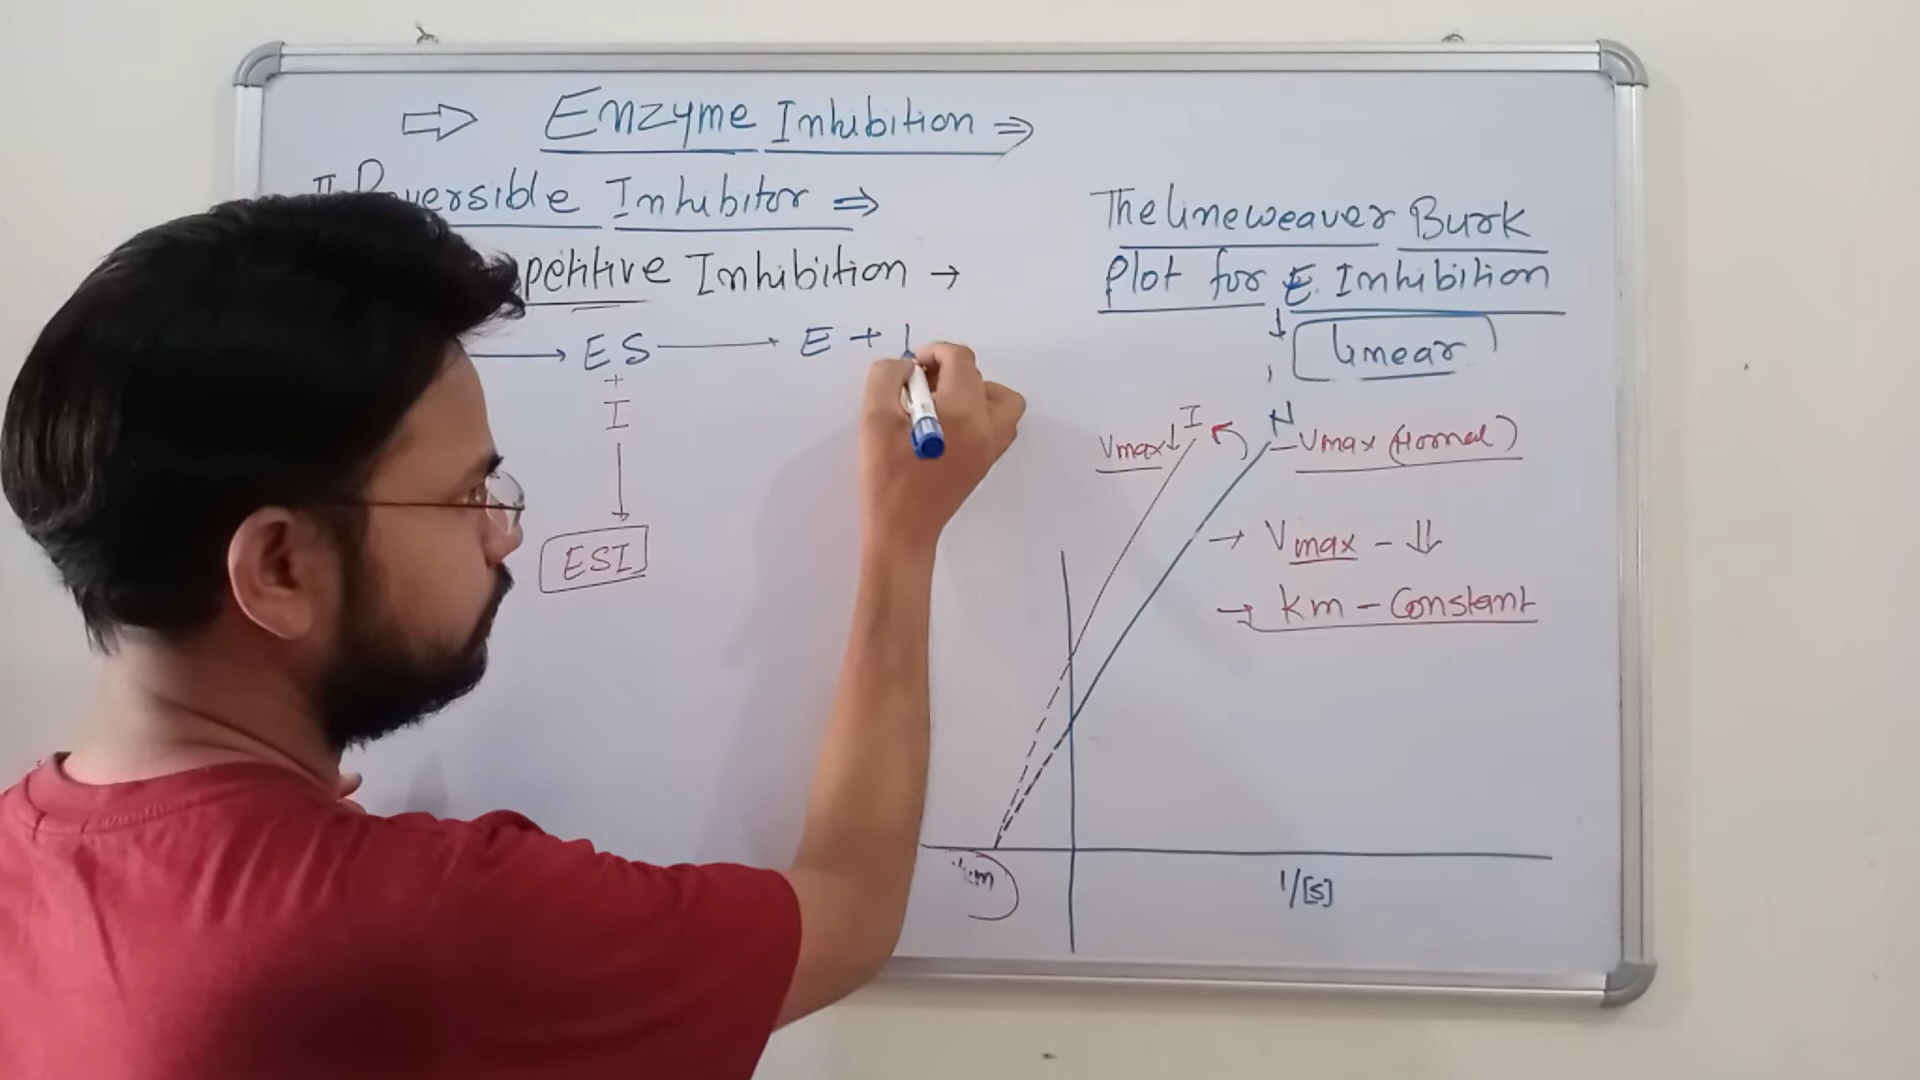 ⇨ Enzyme Inhibition ⇒
Reversible Inhibitor ⇒
petitive Inhibition →
→ ES → E +
+
I
↓
ESI
The lineweaver Burk
Plot for E Inhibition
↓ linear
I N
Vmax↓ Vmax (Normal)
→ Vmax - ⇓
→ Km - Constant
1/[S]